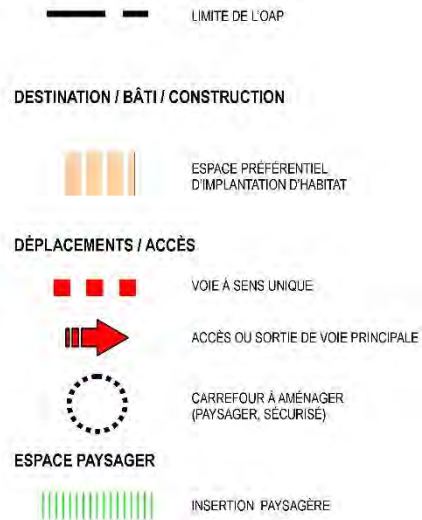 LIMITE DE L'OAP
DESTINATION / BÂTI / CONSTRUCTION
ESPACE PRÉFÉRENTIEL
D'IMPLANTATION D'HABITAT
DÉPLACEMENTS / ACCÈS
VOIE À SENS UNIQUE
ACCÈS OU SORTIE DE VOIE PRINCIPALE
CARREFOUR À AMÉNAGER
(PAYSAGER, SÉCURISÉ)
ESPACE PAYSAGER
INSERTION PAYSAGÈRE